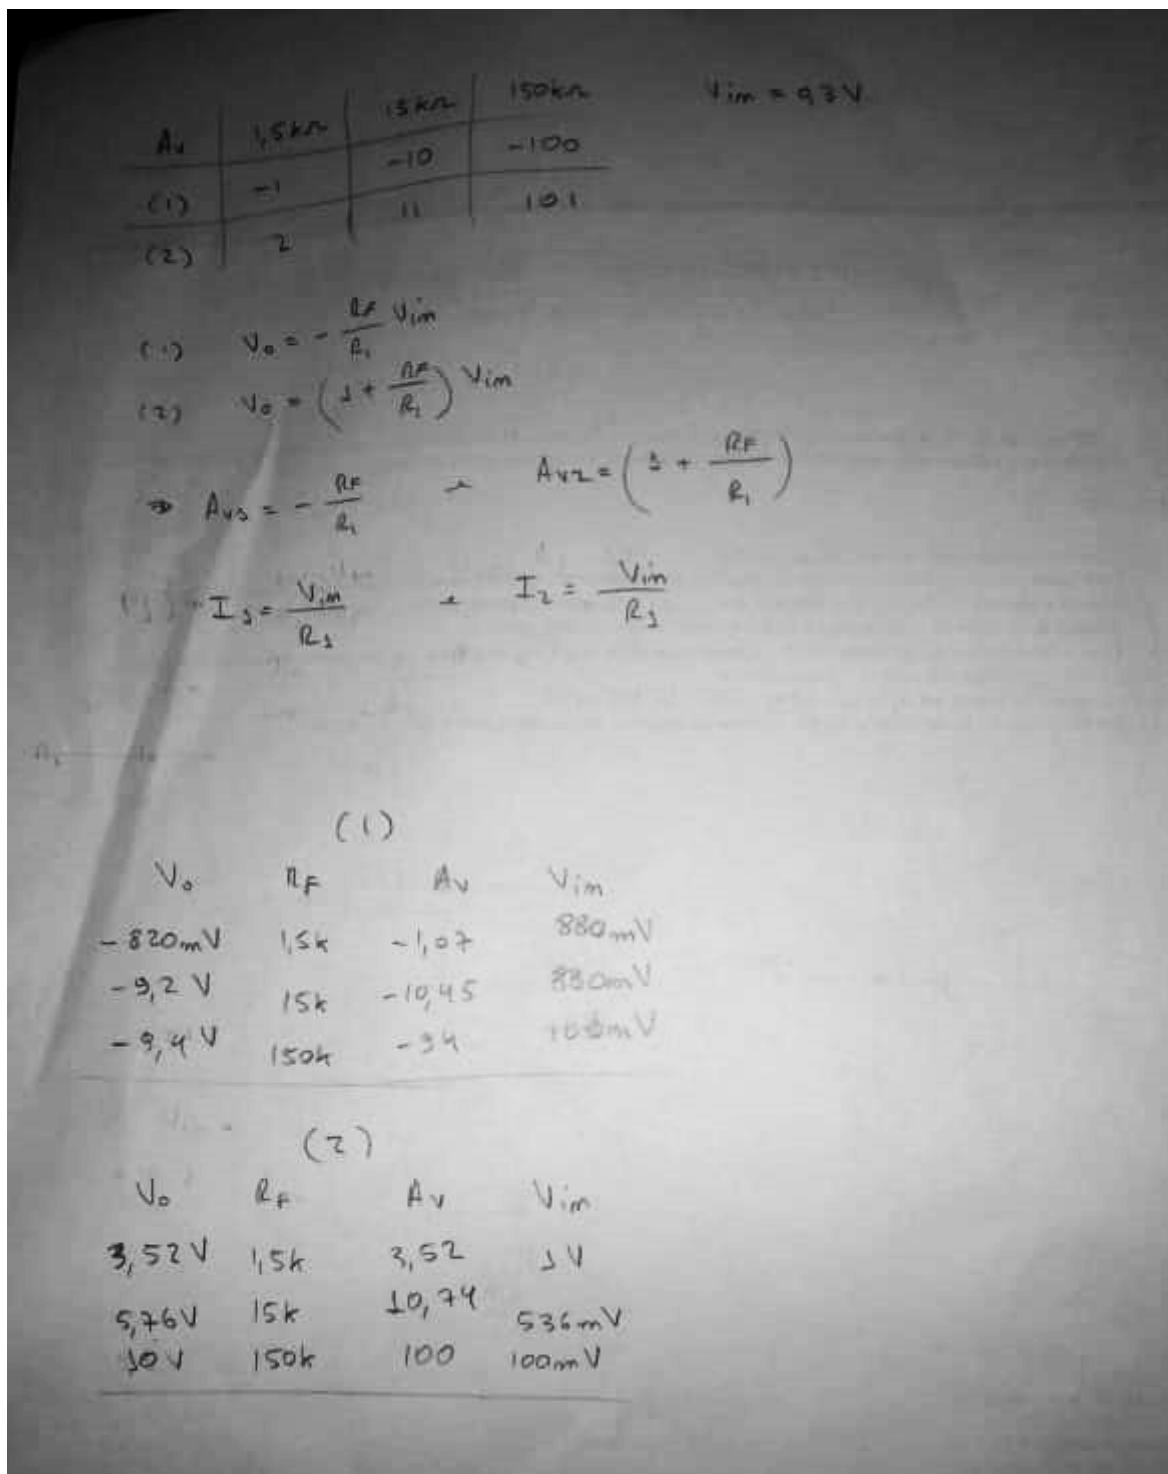 Av | 1,5kΩ | 15kΩ | 150kΩ Vin = 0,3V
(1) | -1 | -10 | -100
(2) | 2 | 11 | 101
(1) Vo = - RF/R1 Vin
(2) Vo = (1 + RF/R1) Vin
⇒ Av1 = - RF/R1 e Av2 = (1 + RF/R1)
I1 = Vin/R1 e I2 = Vin/R1
(1)
Vo RF Av Vin
-820mV 1,5k -1,07 880mV
-9,2 V 15k -10,45 880mV
-9,4 V 150k -94
(2)
Vo RF Av Vin
3,52V 1,5k 3,52 1V
5,76V 15k 10,74 536mV
10V 150k 100 100mV